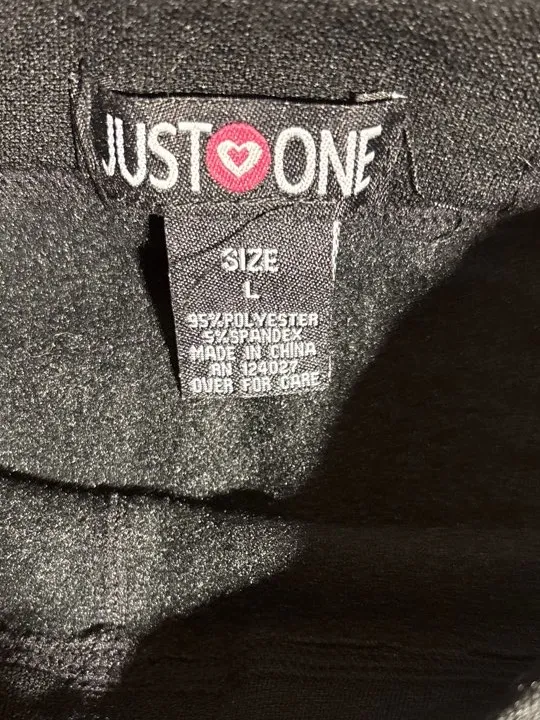 JUST ONE
SIZE
L
95%POLYESTER
5%SPANDEX
MADE IN CHINA
RN 124027
OVER FOR CARE